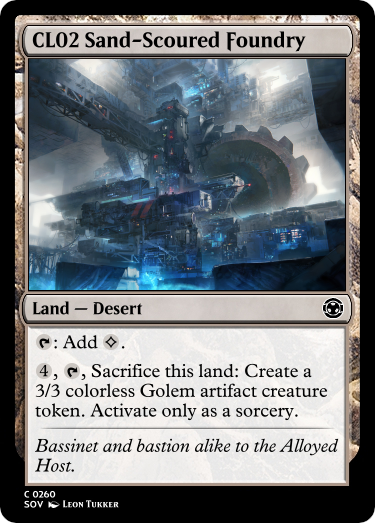 CL02 Sand-Scoured Foundry
Land — Desert
: Add .
4, , Sacrifice this land: Create a
3/3 colorless Golem artifact creature
token. Activate only as a sorcery.
Bassinet and bastion alike to the Alloyed
Host.
C 0260
SOV Leon Tukker